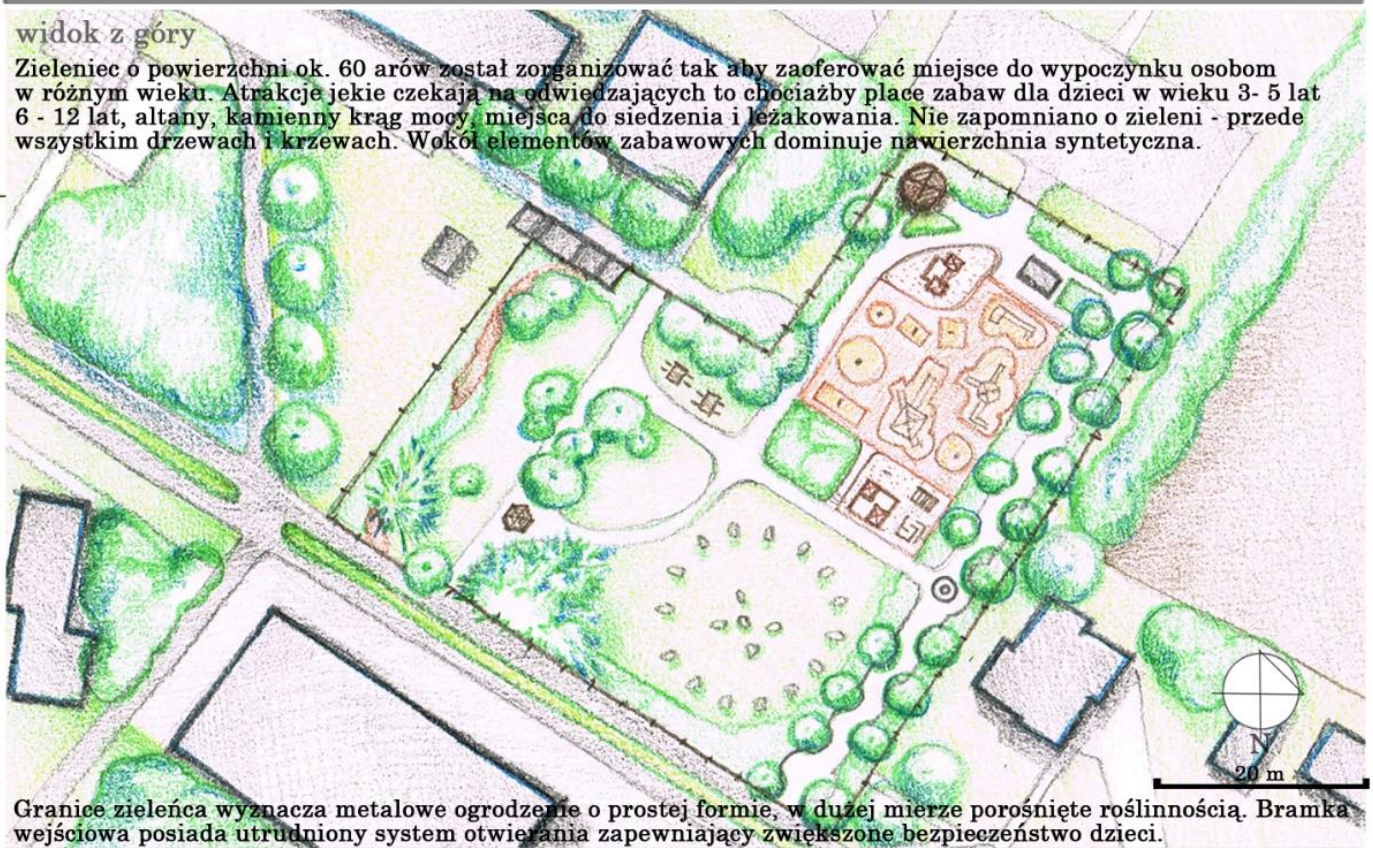 widok z góry
Zieleniec o powierzchni ok. 60 arów został zorganizować tak aby zaoferować miejsce do wypoczynku osobom
w różnym wieku. Atrakcje jakie czekają na odwiedzających to chociażby place zabaw dla dzieci w wieku 3- 5 lat
6 - 12 lat, altany, kamienny krąg mocy, miejsca do siedzenia i leżakowania. Nie zapomniano o zieleni - przede
wszystkim drzewach i krzewach. Wokół elementów zabawowych dominuje nawierzchnia syntetyczna.
N
20 m
Granice zieleńca wyznacza metalowe ogrodzenie o prostej formie, w dużej mierze porośnięte roślinnością. Bramka
wejściowa posiada utrudniony system otwierania zapewniający zwiększone bezpieczeństwo dzieci.